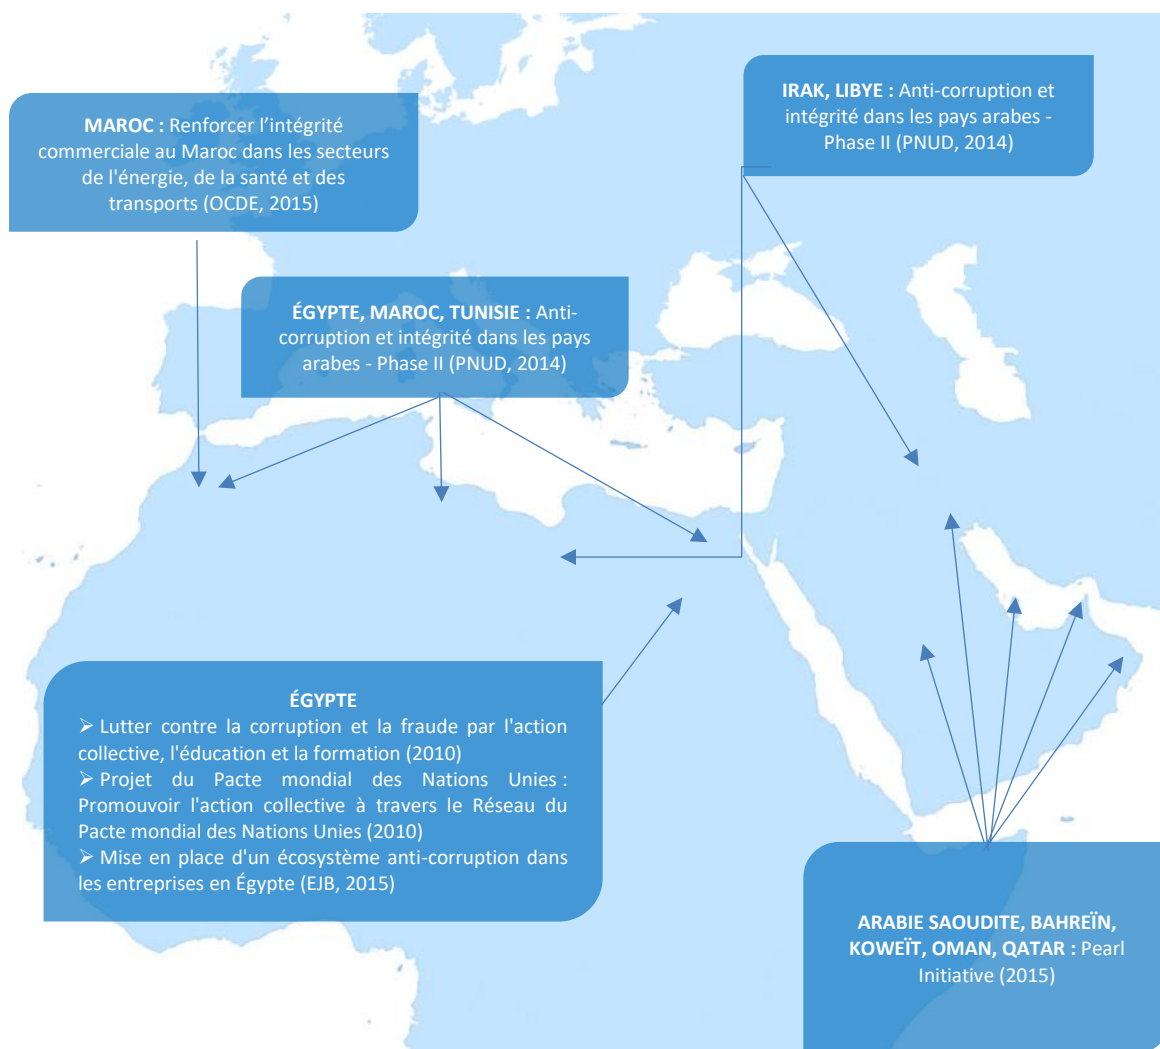 MAROC : Renforcer l'intégrité
commerciale au Maroc dans les secteurs
de l'énergie, de la santé et des
transports (OCDE, 2015)
IRAK, LIBYE : Anti-corruption et
intégrité dans les pays arabes -
Phase II (PNUD, 2014)
ÉGYPTE, MAROC, TUNISIE : Anti-
corruption et intégrité dans les pays
arabes - Phase II (PNUD, 2014)
ÉGYPTE
➢ Lutter contre la corruption et la fraude par l'action
collective, l'éducation et la formation (2010)
➢ Projet du Pacte mondial des Nations Unies :
Promouvoir l'action collective à travers le Réseau du
Pacte mondial des Nations Unies (2010)
➢ Mise en place d'un écosystème anti-corruption dans
les entreprises en Égypte (EJB, 2015)
ARABIE SAOUDITE, BAHREÏN,
KOWEÏT, OMAN, QATAR : Pearl
Initiative (2015)